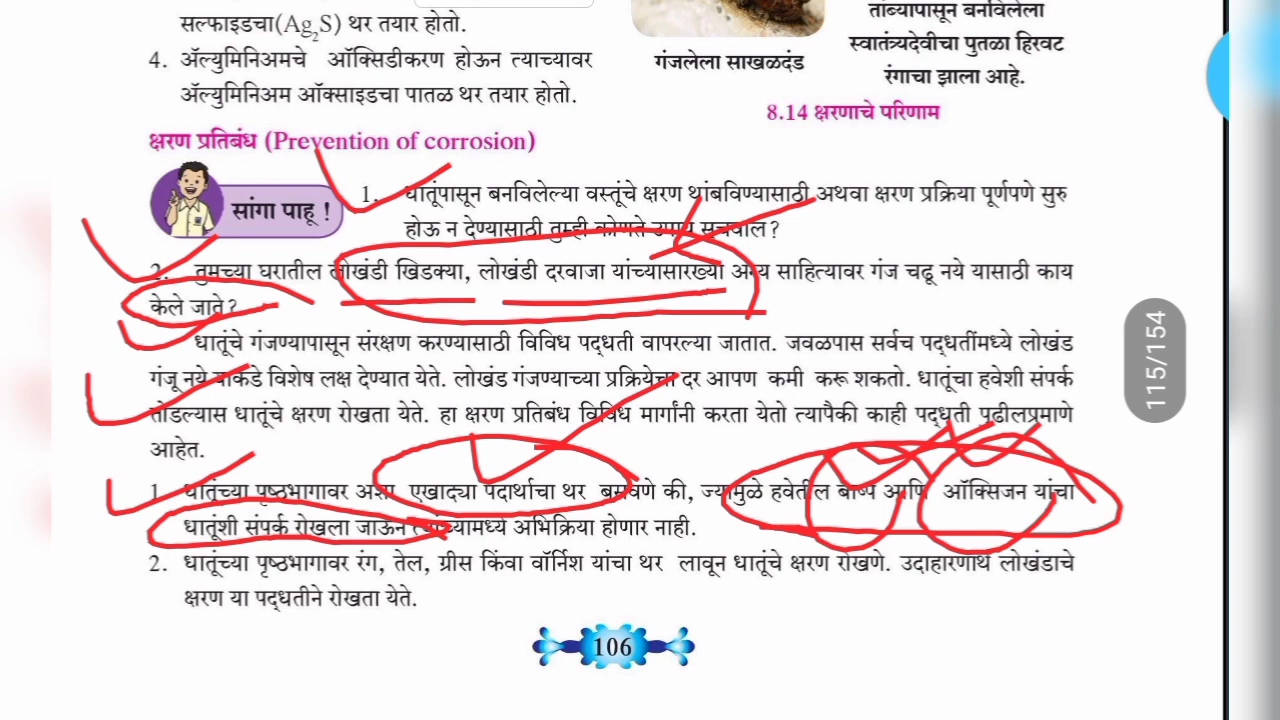 सल्फाइडचा(Ag₂S) थर तयार होतो.
4. ॲल्युमिनिअमचे ऑक्सिडीकरण होऊन त्याच्यावर
ॲल्युमिनिअम ऑक्साइडचा पातळ थर तयार होतो.
गंजलेला साखळदंड
तांब्यापासून बनविलेला
स्वातंत्र्यदेवीचा पुतळा हिरवट
रंगाचा झाला आहे.
8.14 क्षरणाचे परिणाम
क्षरण प्रतिबंध (Prevention of corrosion)
सांगा पाहू !
1. धातूंपासून बनविलेल्या वस्तूंचे क्षरण थांबविण्यासाठी अथवा क्षरण प्रक्रिया पूर्णपणे सुरु
होऊ न देण्यासाठी तुम्ही कोणते उपाय सुचवाल?
2. तुमच्या घरातील लोखंडी खिडक्या, लोखंडी दरवाजा यांच्यासारख्या अन्य साहित्यावर गंज चढू नये यासाठी काय
केले जाते?
धातूंचे गंजण्यापासून संरक्षण करण्यासाठी विविध पद्धती वापरल्या जातात. जवळपास सर्वच पद्धतींमध्ये लोखंड
गंजू नये याकडे विशेष लक्ष देण्यात येते. लोखंड गंजण्याच्या प्रक्रियेचा दर आपण कमी करू शकतो. धातूंचा हवेशी संपर्क
तोडल्यास धातूंचे क्षरण रोखता येते. हा क्षरण प्रतिबंध विविध मार्गांनी करता येतो त्यापैकी काही पद्धती पुढीलप्रमाणे
आहेत.
1. धातूंच्या पृष्ठभागावर अशा एखाद्या पदार्थाचा थर बसवणे की, ज्यामुळे हवेतील बाष्प आणि ऑक्सिजन यांचा
धातूंशी संपर्क रोखला जाऊन त्यांच्यामध्ये अभिक्रिया होणार नाही.
2. धातूंच्या पृष्ठभागावर रंग, तेल, ग्रीस किंवा वॉर्निश यांचा थर लावून धातूंचे क्षरण रोखणे. उदाहरणार्थ लोखंडाचे
क्षरण या पद्धतीने रोखता येते.
106
115/154